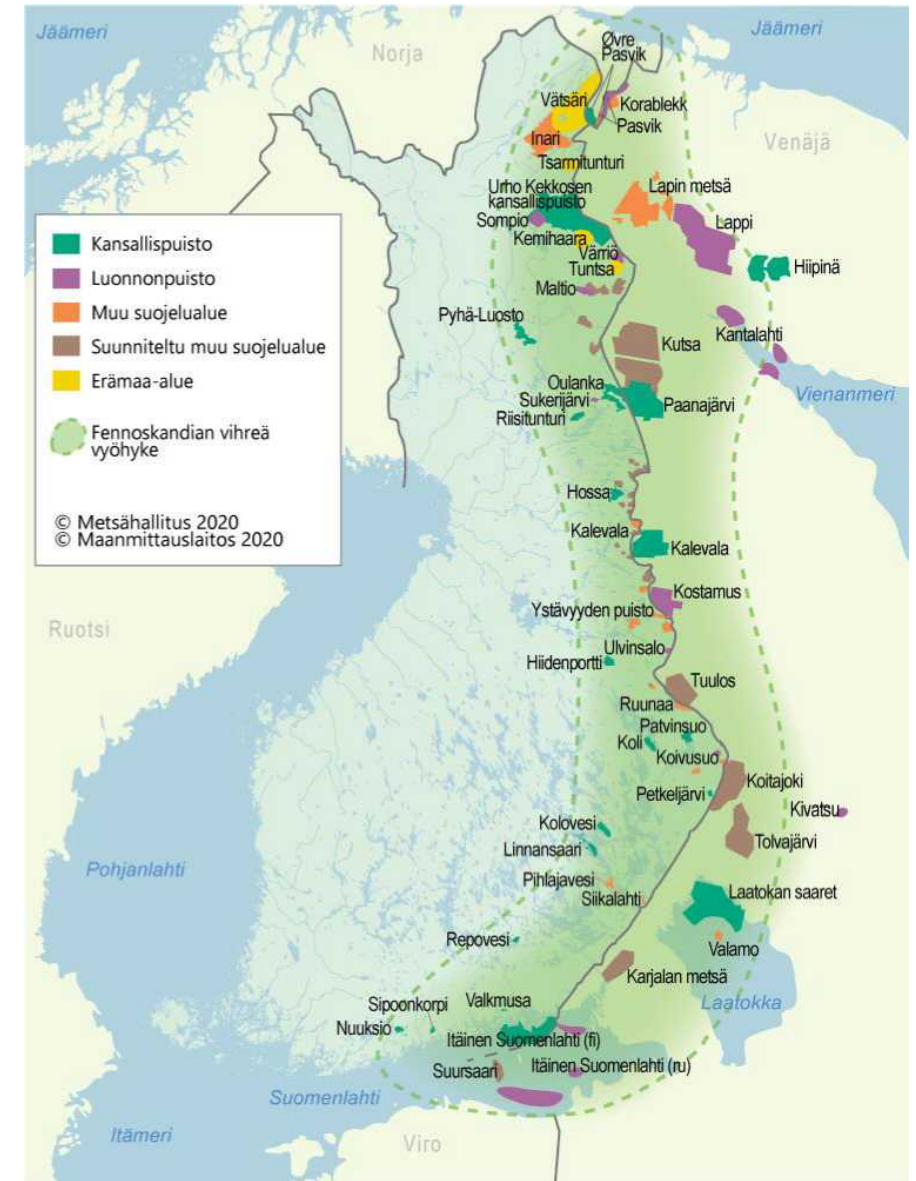 Jäämeri
Norja
Øvre
Pasvik
Jäämeri
Vätsäri
Korablekk
Pasvik
Inari
Venäjä
Tsarmitunturi
Urho Kekkosen
kansallispuisto
Lapin metsä
Sompio
Lappi
Kemihaara
Värriö
Tuntsa
Hiipinä
Maltio
Pyhä-Luosto
Kantalahti
Kutsa
Vienanmeri
Oulanka
Sukerijärvi
Riisitunturi
Paanajärvi
Kansallispuisto
Luonnonpuisto
Muu suojelualue
Suunniteltu muu suojelualue
Erämaa-alue
Fennoskandian vihreä
vyöhyke
© Metsähallitus 2020
© Maanmittauslaitos 2020
Hossa
Kalevala
Kalevala
Kostamus
Ystävyyden puisto
Ruotsi
Ulvinsalo
Hiidenportti
Tuulos
Ruunaa
Patvinsuo
Koli
Koivusuo
Koitajoki
Petkeljärvi
Kivatsu
Kolovesi
Linnansaari
Tolvajärvi
Pohjanlahti
Pihlajavesi
Siikalahti
Laatokan saaret
Repovesi
Valamo
Karjalan metsä
Laatokka
Sipoonkorpi
Valkmusa
Nuuksio
Itäinen Suomenlahti (fi)
Itäinen Suomenlahti (ru)
Suursaari
Suomenlahti
Itämeri
Viro